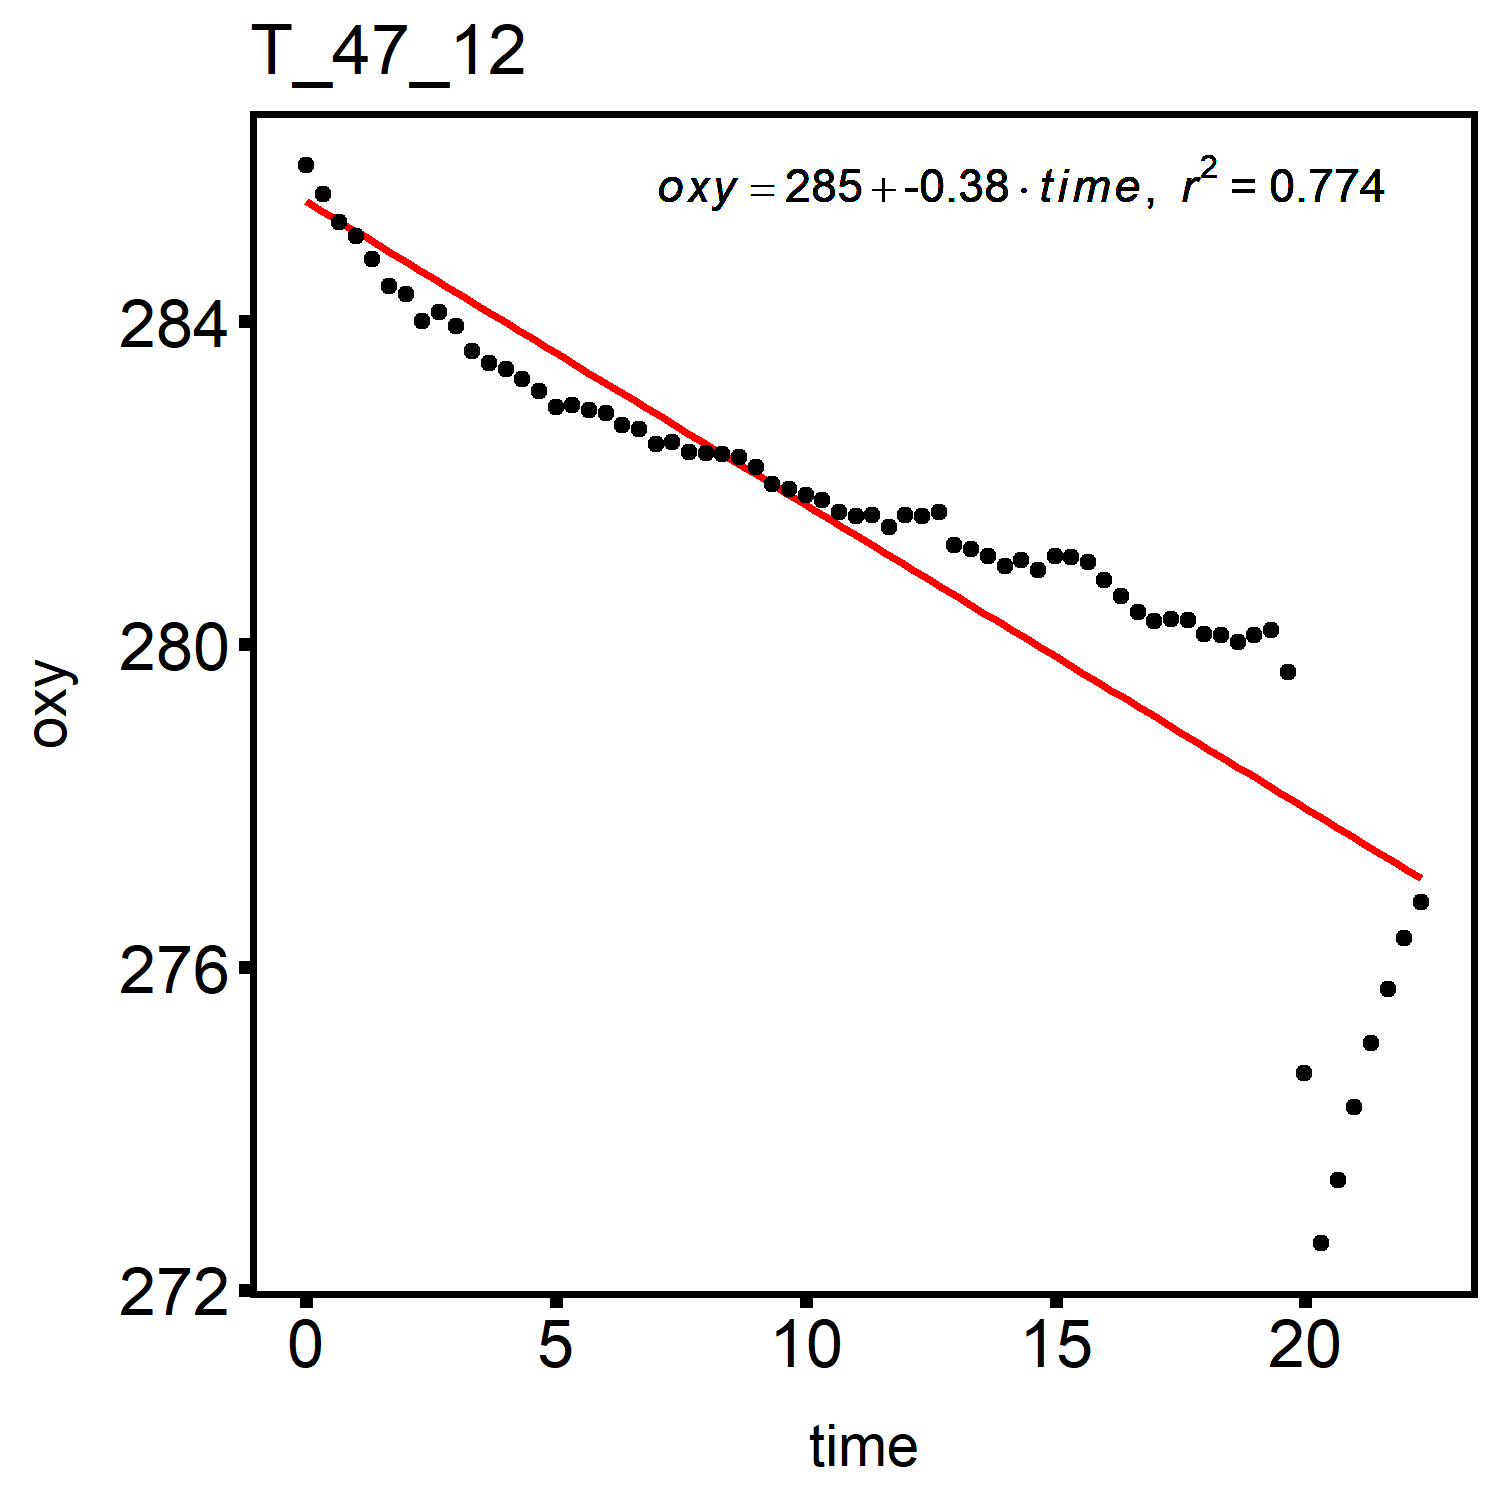 T_47_12
oxy = 285 + -0.38 · time, r² = 0.774
284
280
276
272
oxy
0 5 10 15 20
time